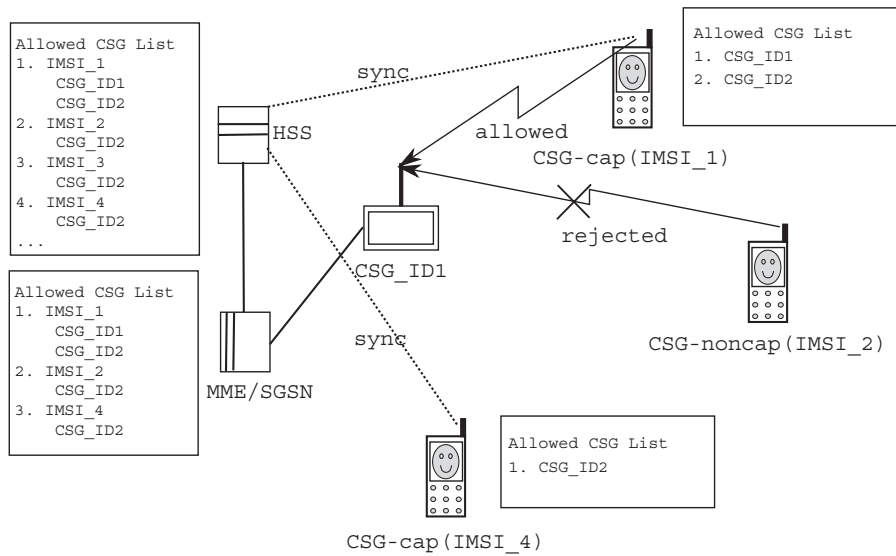 Allowed CSG List
1. IMSI_1
CSG_ID1
CSG_ID2
2. IMSI_2
CSG_ID2
3. IMSI_3
CSG_ID2
4. IMSI_4
CSG_ID2
...
sync
HSS
allowed
CSG-cap(IMSI_1)
Allowed CSG List
1. CSG_ID1
2. CSG_ID2
rejected
CSG_ID1
CSG-noncap(IMSI_2)
Allowed CSG List
1. IMSI_1
CSG_ID1
CSG_ID2
2. IMSI_2
CSG_ID2
3. IMSI_4
CSG_ID2
MME/SGSN
sync
CSG-cap(IMSI_4)
Allowed CSG List
1. CSG_ID2